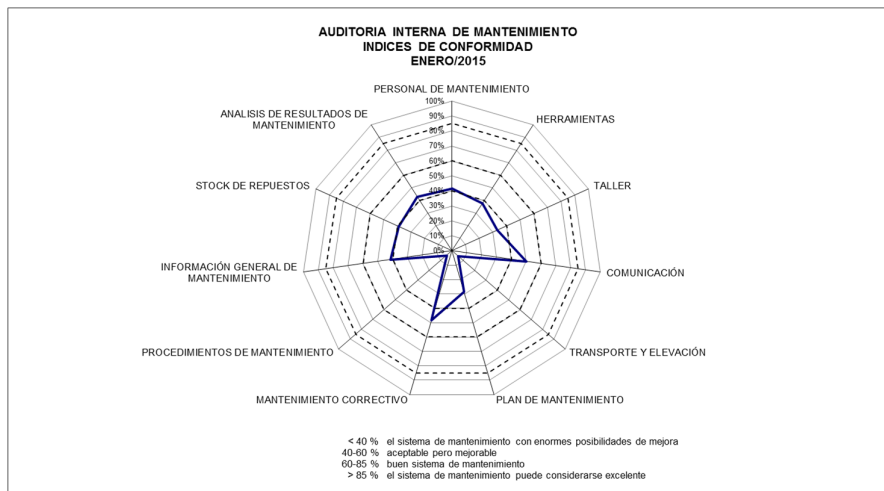 AUDITORIA INTERNA DE MANTENIMIENTO
INDICES DE CONFORMIDAD
ENERO/2015
PERSONAL DE MANTENIMIENTO
100%
90%
80%
70%
60%
50%
40%
30%
20%
10%
0%
HERRAMIENTAS
TALLER
COMUNICACIÓN
TRANSPORTE Y ELEVACIÓN
PLAN DE MANTENIMIENTO
MANTENIMIENTO CORRECTIVO
PROCEDIMIENTOS DE MANTENIMIENTO
INFORMACIÓN GENERAL DE
MANTENIMIENTO
STOCK DE REPUESTOS
ANALISIS DE RESULTADOS DE
MANTENIMIENTO
< 40 % el sistema de mantenimiento con enormes posibilidades de mejora
40-60 % aceptable pero mejorable
60-85 % buen sistema de mantenimiento
> 85 % el sistema de mantenimiento puede considerarse excelente